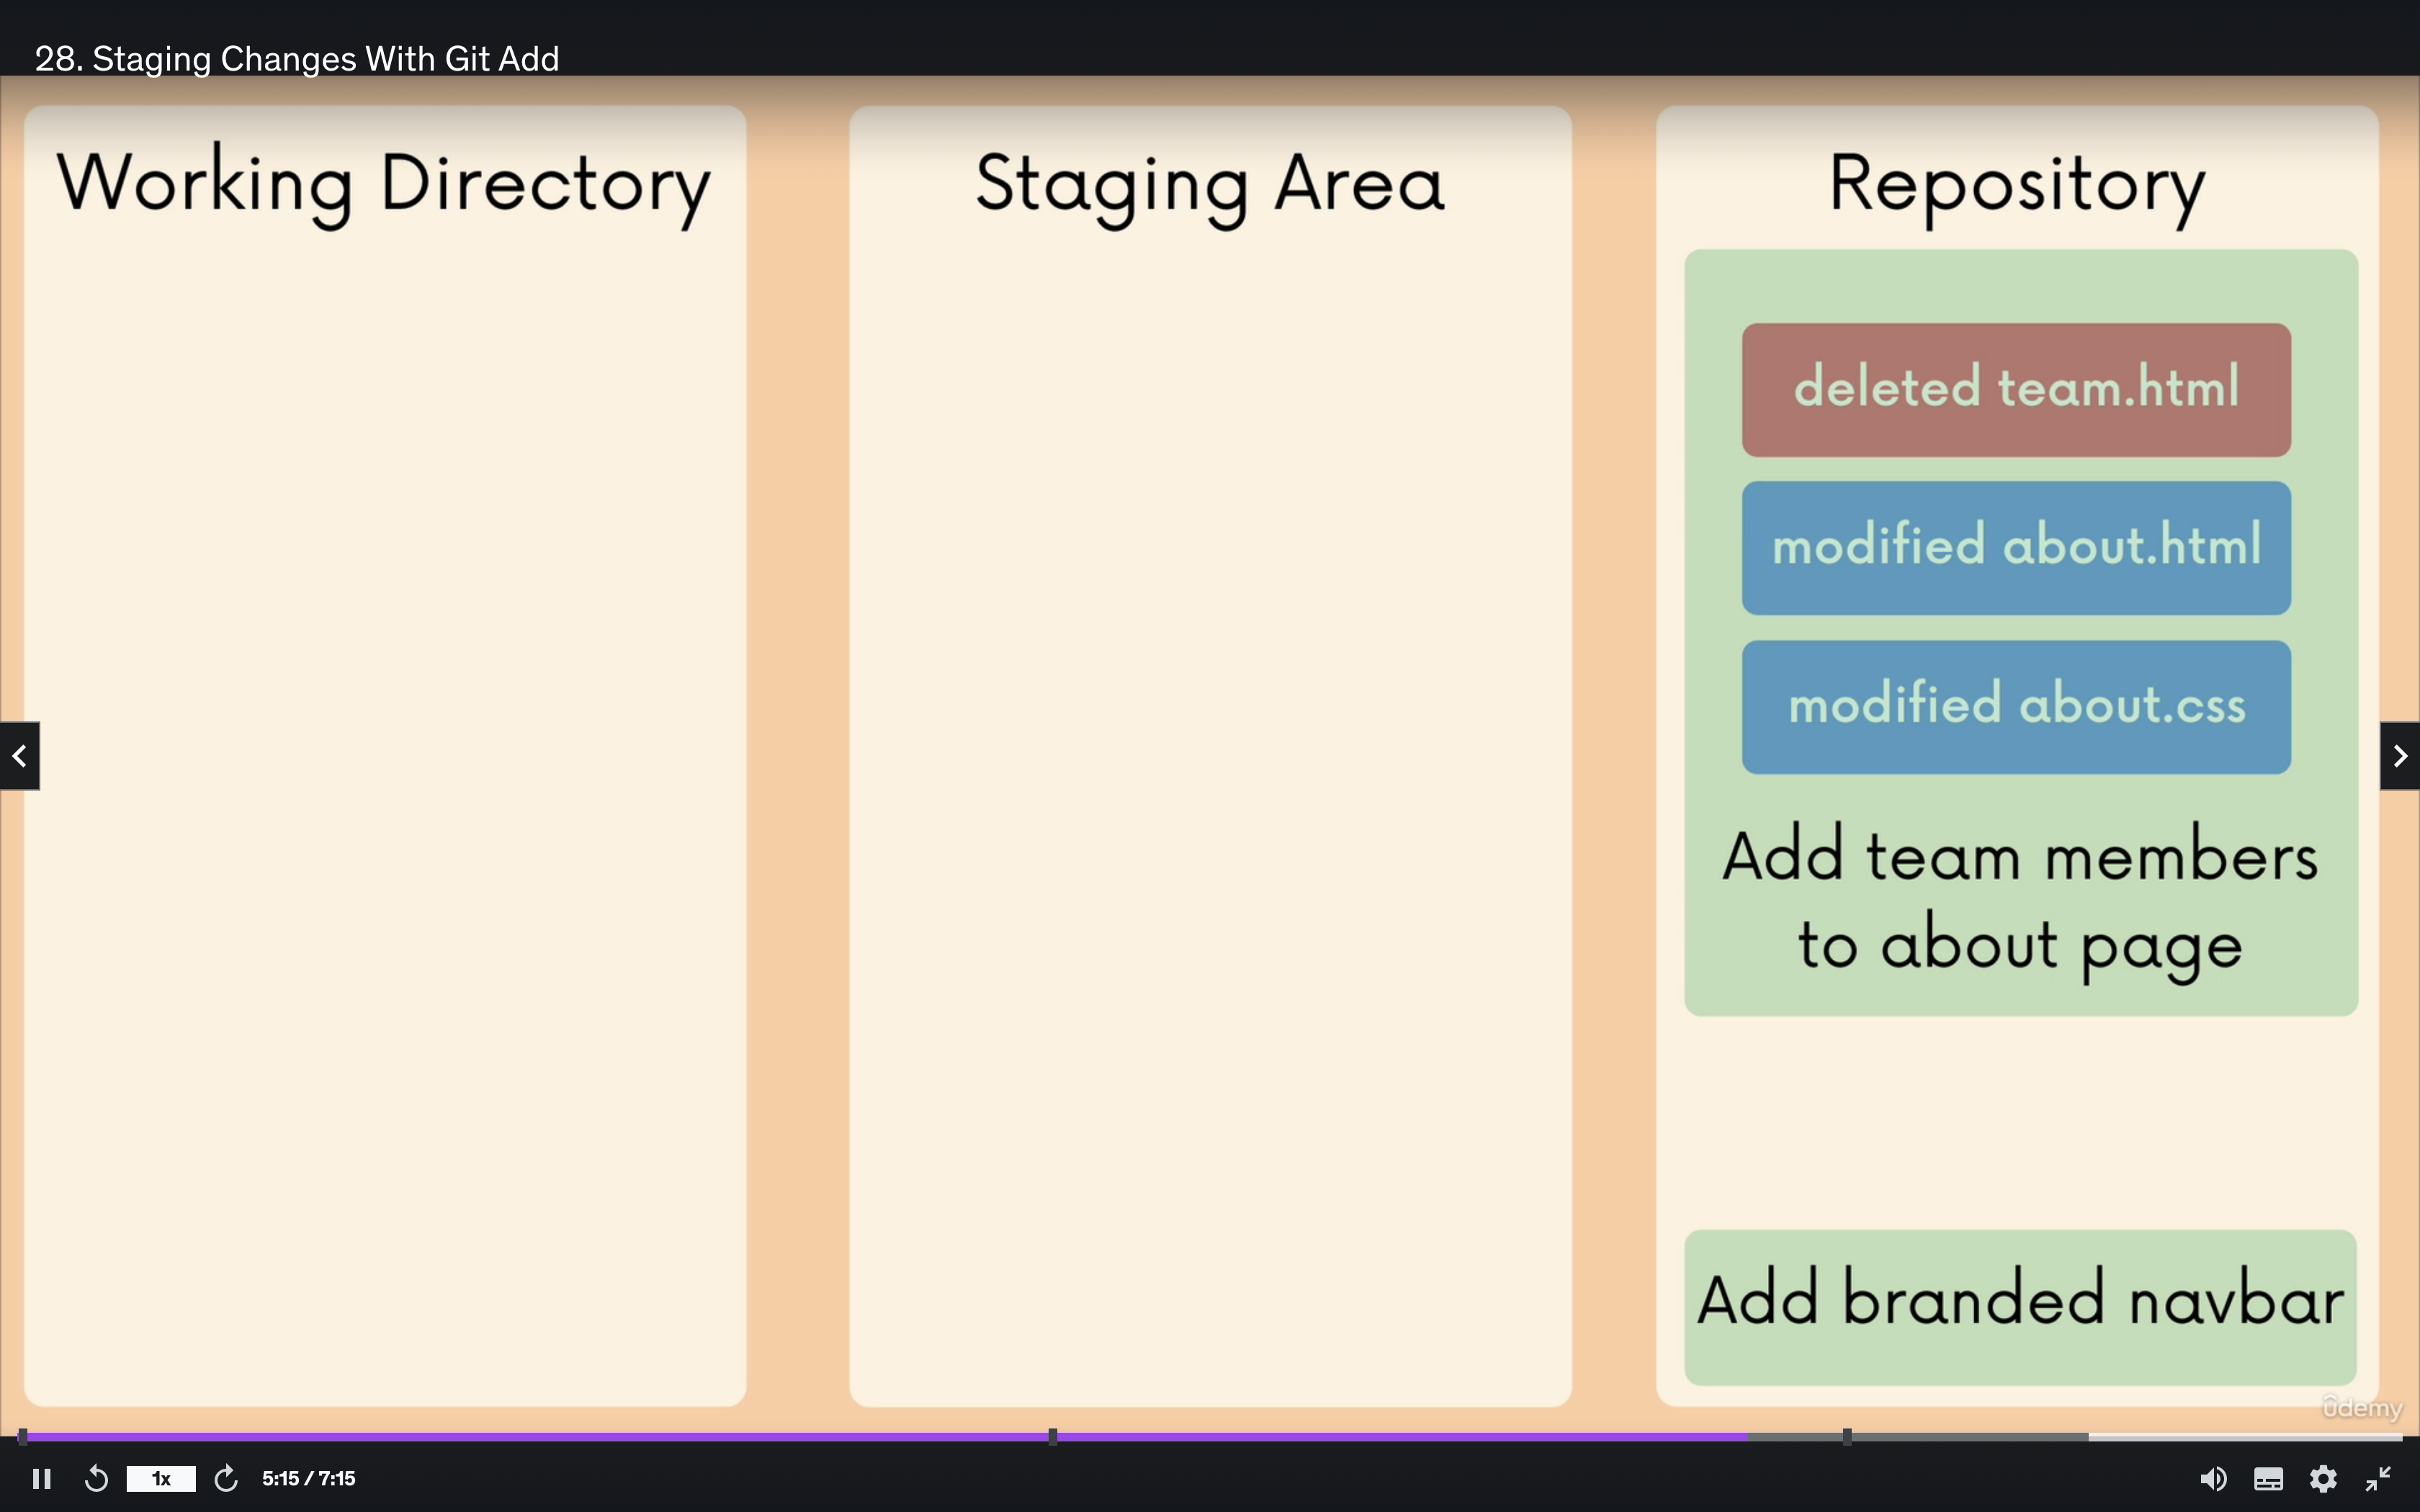 28. Staging Changes With Git Add
Working Directory
Staging Area
Repository
deleted team.html
modified about.html
modified about.css
Add team members
to about page
Add branded navbar
ûdemy
1x
5:15 / 7:15